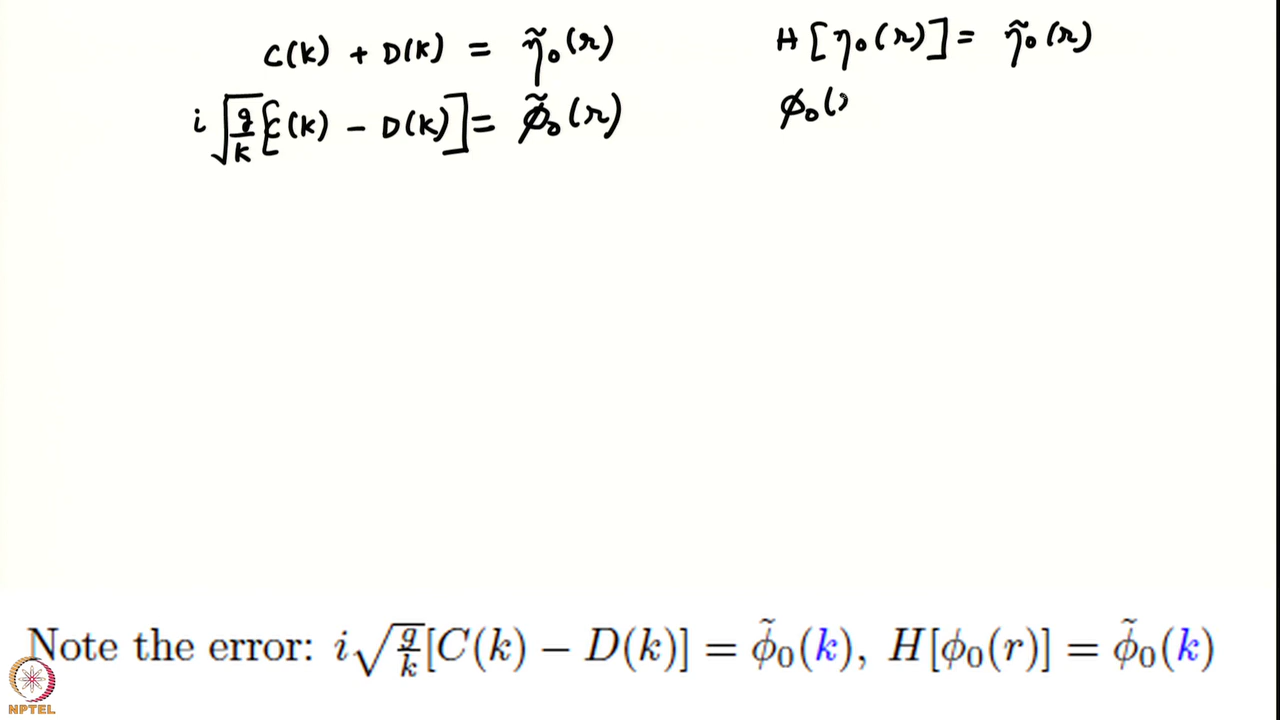 C(k) + D(k) = η̃₀(r)    H[η₀(r)] = η̃₀(r)
i√(g/k) [C(k) − D(k)] = ϕ̃₀(r)    ϕ₀(
Note the error: i√(g/k)[C(k) − D(k)] = ϕ̃₀(k), H[ϕ₀(r)] = ϕ̃₀(k)
NPTEL